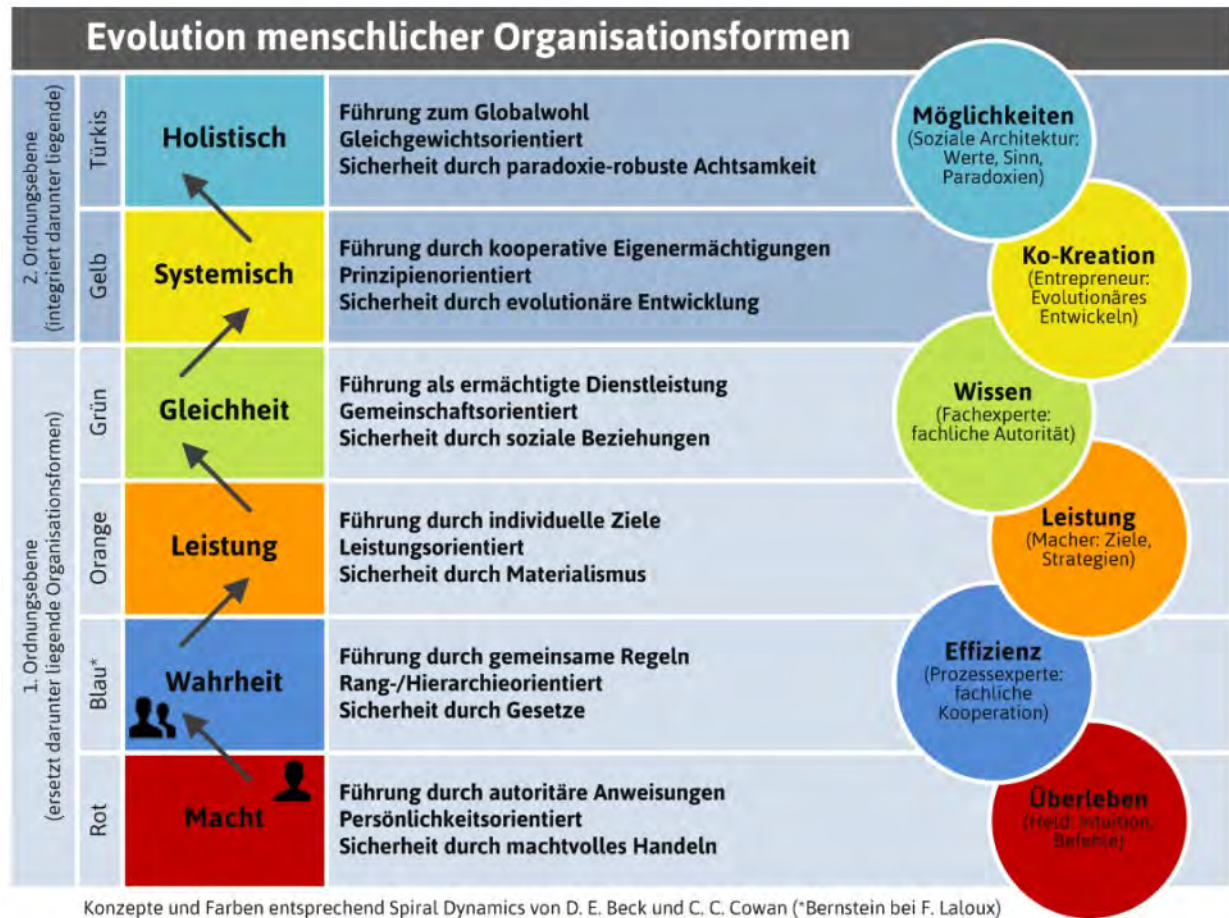 Evolution menschlicher Organisationsformen
2. Ordnungsebene
(integriert darunter liegende)
Türkis
Holistisch
Führung zum Globalwohl
Gleichgewichtsorientiert
Sicherheit durch paradoxie-robuste Achtsamkeit
Möglichkeiten
(Soziale Architektur:
Werte, Sinn,
Paradoxien)
Gelb
Systemisch
Führung durch kooperative Eigenermächtigungen
Prinzipienorientiert
Sicherheit durch evolutionäre Entwicklung
Ko-Kreation
(Entrepreneur:
Evolutionäres
Entwickeln)
1. Ordnungsebene
(ersetzt darunter liegende Organisationsformen)
Grün
Gleichheit
Führung als ermächtigte Dienstleistung
Gemeinschaftsorientiert
Sicherheit durch soziale Beziehungen
Wissen
(Fachexperte:
fachliche Autorität)
Orange
Leistung
Führung durch individuelle Ziele
Leistungsorientiert
Sicherheit durch Materialismus
Leistung
(Macher: Ziele,
Strategien)
Blau*
Wahrheit
Führung durch gemeinsame Regeln
Rang-/Hierarchieorientiert
Sicherheit durch Gesetze
Effizienz
(Prozessexperte:
fachliche
Kooperation)
Rot
Macht
Führung durch autoritäre Anweisungen
Persönlichkeitsorientiert
Sicherheit durch machtvolles Handeln
Überleben
(Held: Intuition,
Befehle)
Konzepte und Farben entsprechend Spiral Dynamics von D. E. Beck und C. C. Cowan (*Bernstein bei F. Laloux)